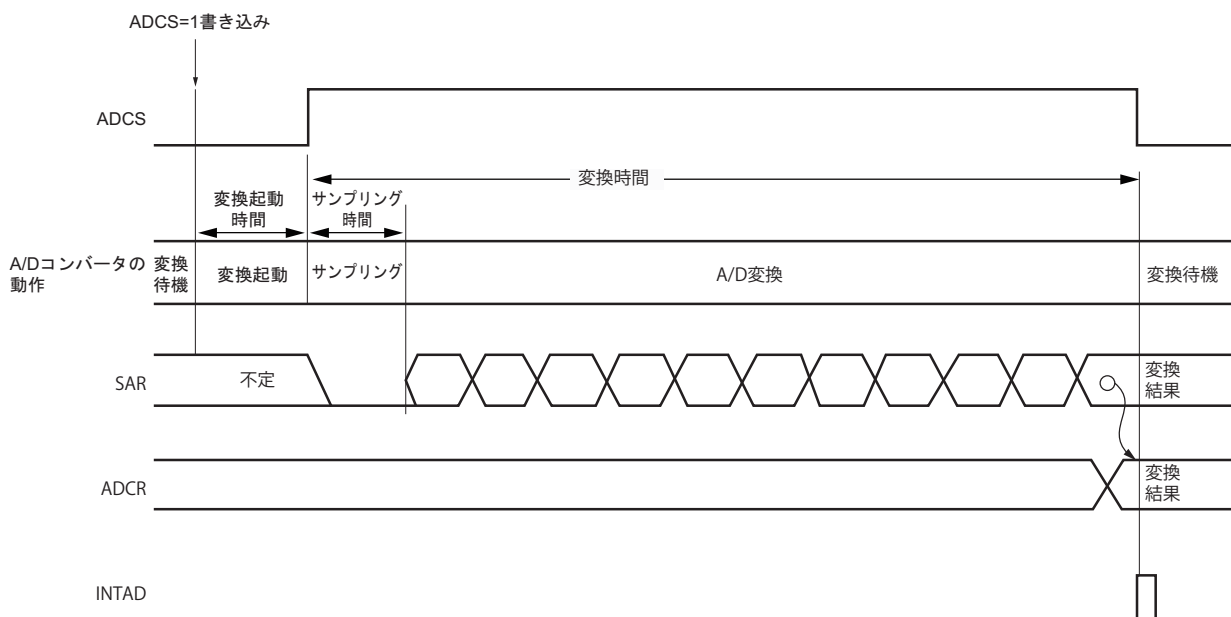 ADCS=1書き込み
ADCS
変換時間
変換起動
時間
サンプリング
時間
A/Dコンバータの
動作
変換
待機
変換起動
サンプリング
A/D変換
変換待機
SAR
不定
変換
結果
ADCR
変換
結果
INTAD